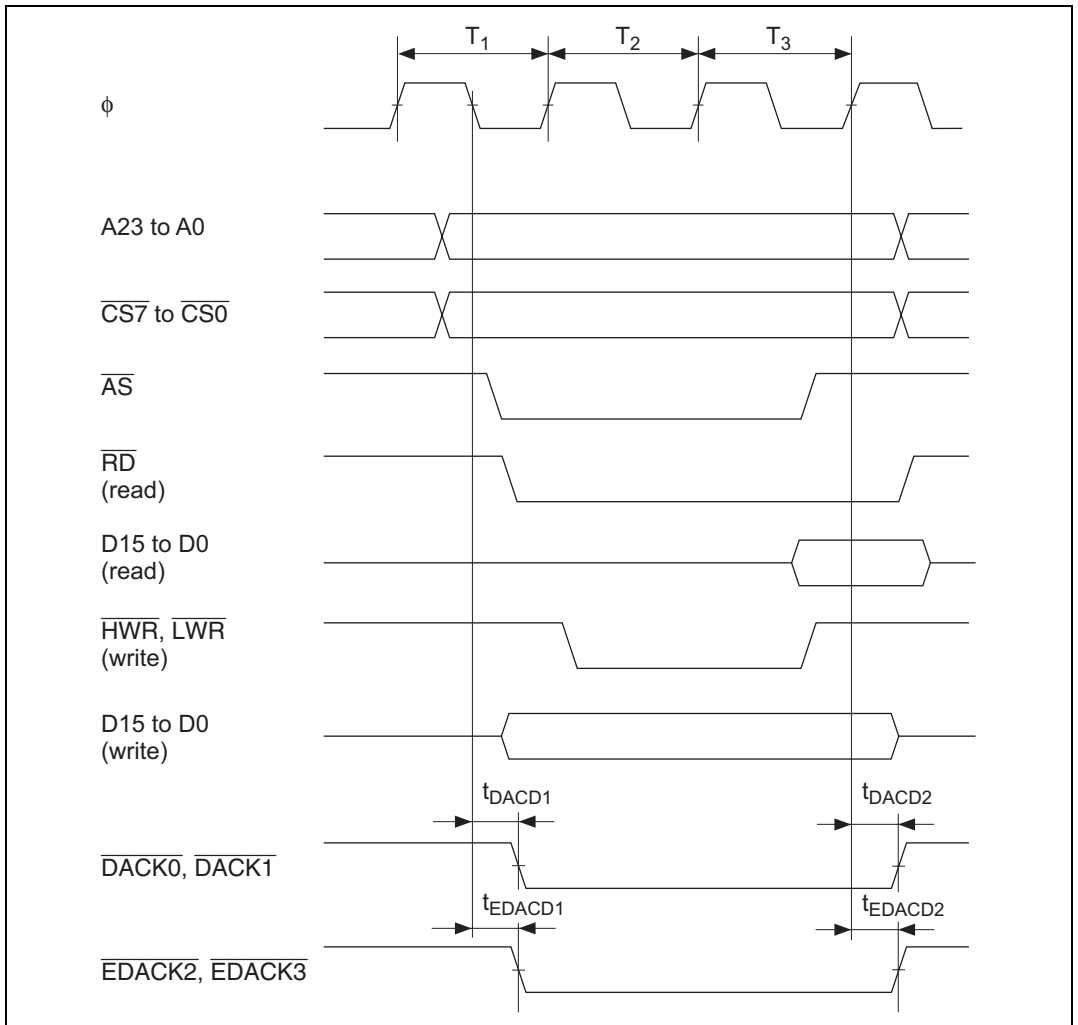 T1 T2 T3
ϕ
A23 to A0
CS7 to CS0
AS
RD
(read)
D15 to D0
(read)
HWR, LWR
(write)
D15 to D0
(write)
tDACD1 tDACD2
DACK0, DACK1
tEDACD1 tEDACD2
EDACK2, EDACK3